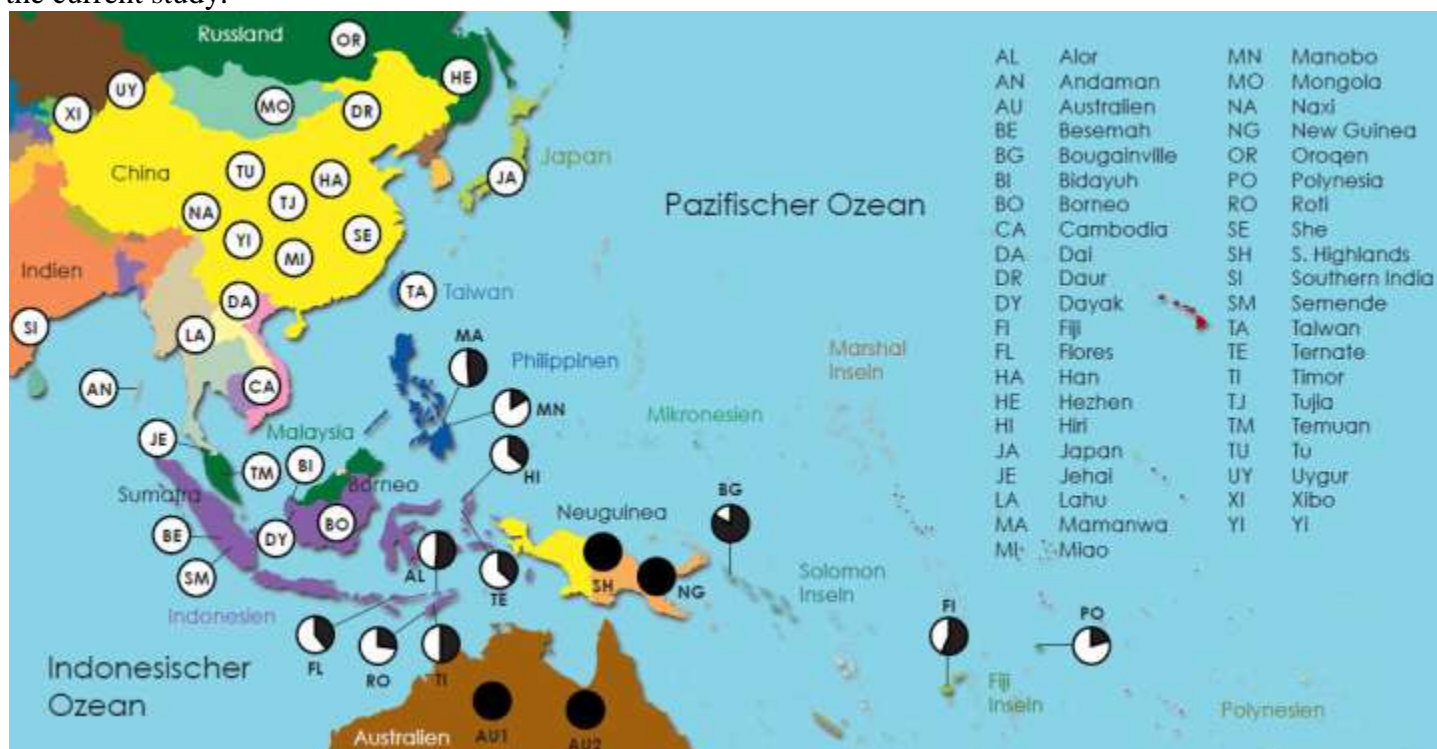 the current study.
Russland
OR
HE
UY
XI
MO
DR
China
TU
HA
TJ
NA
YI
MI
SE
JA
Japan
Pazifischer Ozean
Indien
SI
DA
LA
TA
Taiwan
AN
CA
MA
Philippinen
MN
Marshal
Inseln
Mikronesien
JE
Malaysia
TM
BI
HI
Sumatra
Borneo
BO
BE
DY
SM
Indonesien
AL
TE
Neuguinea
BG
SH
NG
Solomon
Inseln
FL
RO
TI
FI
PO
Fiji
Inseln
Polynesien
Indonesischer
Ozean
Australien
AU1
AU2
AL Alor
AN Andaman
AU Australien
BE Besemah
BG Bougainville
BI Bidayuh
BO Borneo
CA Cambodia
DA Dai
DR Daur
DY Dayak
FI Fiji
FL Flores
HA Han
HE Hezhen
HI Hiri
JA Japan
JE Jehai
LA Lahu
MA Mamanwa
MI Miao
MN Manobo
MO Mongola
NA Naxi
NG New Guinea
OR Oroqen
PO Polynesia
RO Roti
SE She
SH S. Highlands
SI Southern India
SM Semende
TA Taiwan
TE Ternate
TI Timor
TJ Tujia
TM Temuan
TU Tu
UY Uygur
XI Xibo
YI Yi